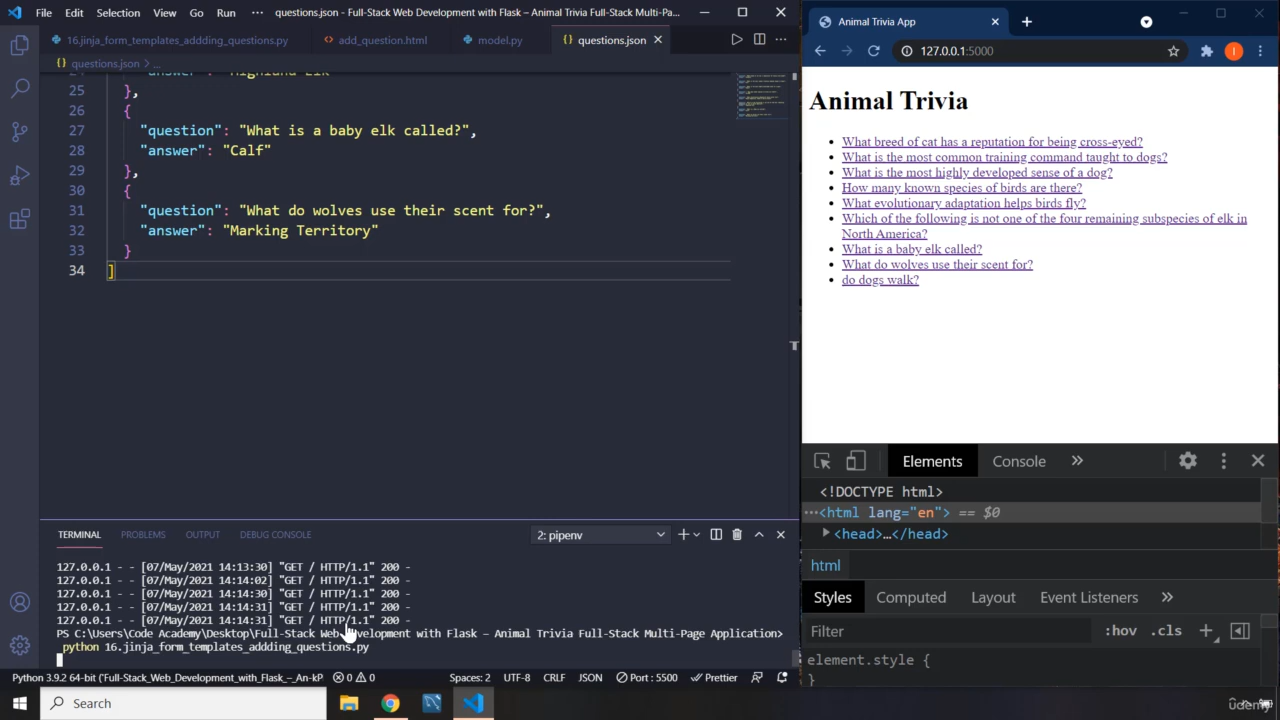 File Edit Selection View Go Run ··· questions.json - Full-Stack Web Development with Flask – Animal Trivia Full-Stack Multi-Pa...
16.jinja_form_templates_addding_questions.py add_question.html model.py questions.json
questions.json > ...
25 },
26
27 "question": "What is a baby elk called?",
28 "answer": "Calf"
29 },
30 {
31 "question": "What do wolves use their scent for?",
32 "answer": "Marking Territory"
33 }
34 ]
TERMINAL PROBLEMS OUTPUT DEBUG CONSOLE 2: pipenv
127.0.0.1 - - [07/May/2021 14:13:30] "GET / HTTP/1.1" 200 -
127.0.0.1 - - [07/May/2021 14:14:02] "GET / HTTP/1.1" 200 -
127.0.0.1 - - [07/May/2021 14:14:30] "GET / HTTP/1.1" 200 -
127.0.0.1 - - [07/May/2021 14:14:31] "GET / HTTP/1.1" 200 -
127.0.0.1 - - [07/May/2021 14:14:31] "GET / HTTP/1.1" 200 -
PS C:\Users\Code Academy\Desktop\Full-Stack Web Development with Flask – Animal Trivia Full-Stack Multi-Page Application>
python 16.jinja_form_templates_addding_questions.py
Python 3.9.2 64-bit Full-Stack_Web_Development_with_Flask_–_An-kP 0 0 Spaces: 2 UTF-8 CRLF JSON Port : 5500 Prettier
Search
Animal Trivia App
127.0.0.1:5000
Animal Trivia
What breed of cat has a reputation for being cross-eyed?
What is the most common training command taught to dogs?
What is the most highly developed sense of a dog?
How many known species of birds are there?
What evolutionary adaptation helps birds fly?
Which of the following is not one of the four remaining subspecies of elk in
North America?
What is a baby elk called?
What do wolves use their scent for?
do dogs walk?
Elements Console »
<!DOCTYPE html>
···<html lang="en"> == $0
<head>…</head>
html
Styles Computed Layout Event Listeners »
Filter :hov .cls +
element.style {
}
udemy